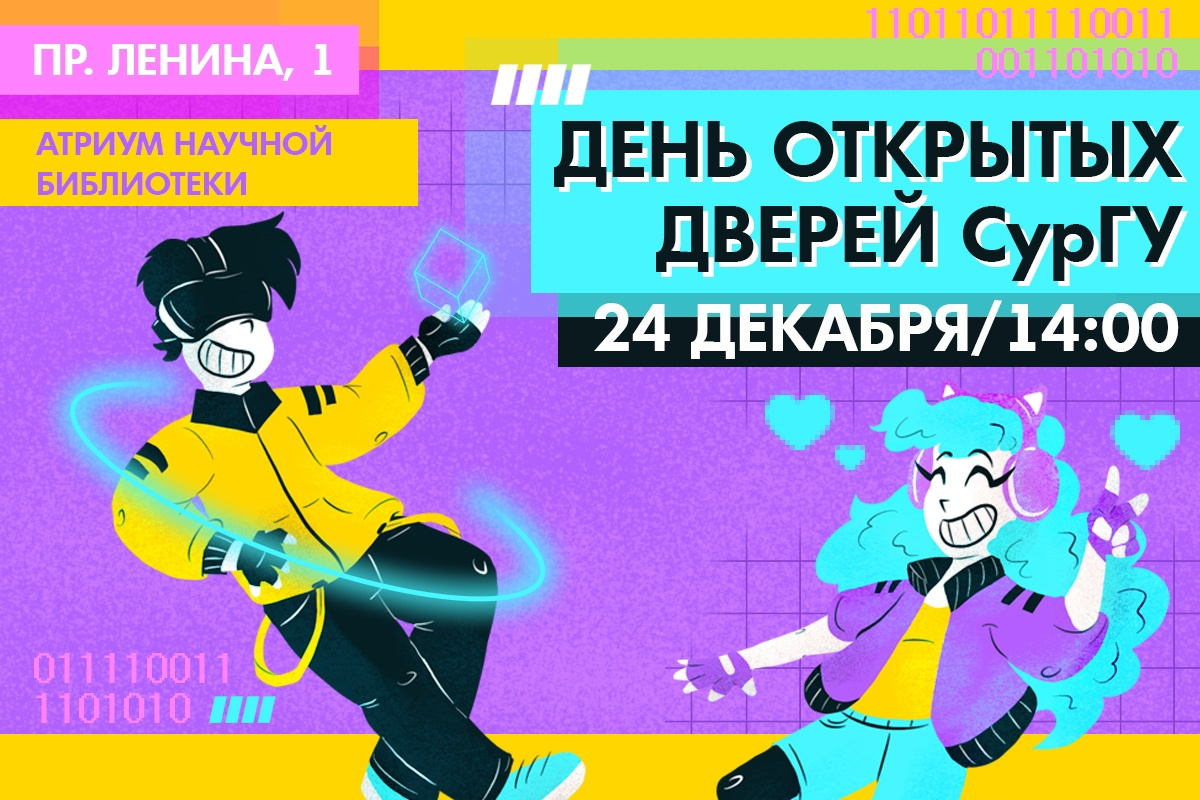 11011011110011
001101010
ПР. ЛЕНИНА, 1
АТРИУМ НАУЧНОЙ
БИБЛИОТЕКИ
ДЕНЬ ОТКРЫТЫХ
ДВЕРЕЙ СурГУ
24 ДЕКАБРЯ/14:00
011110011
1101010